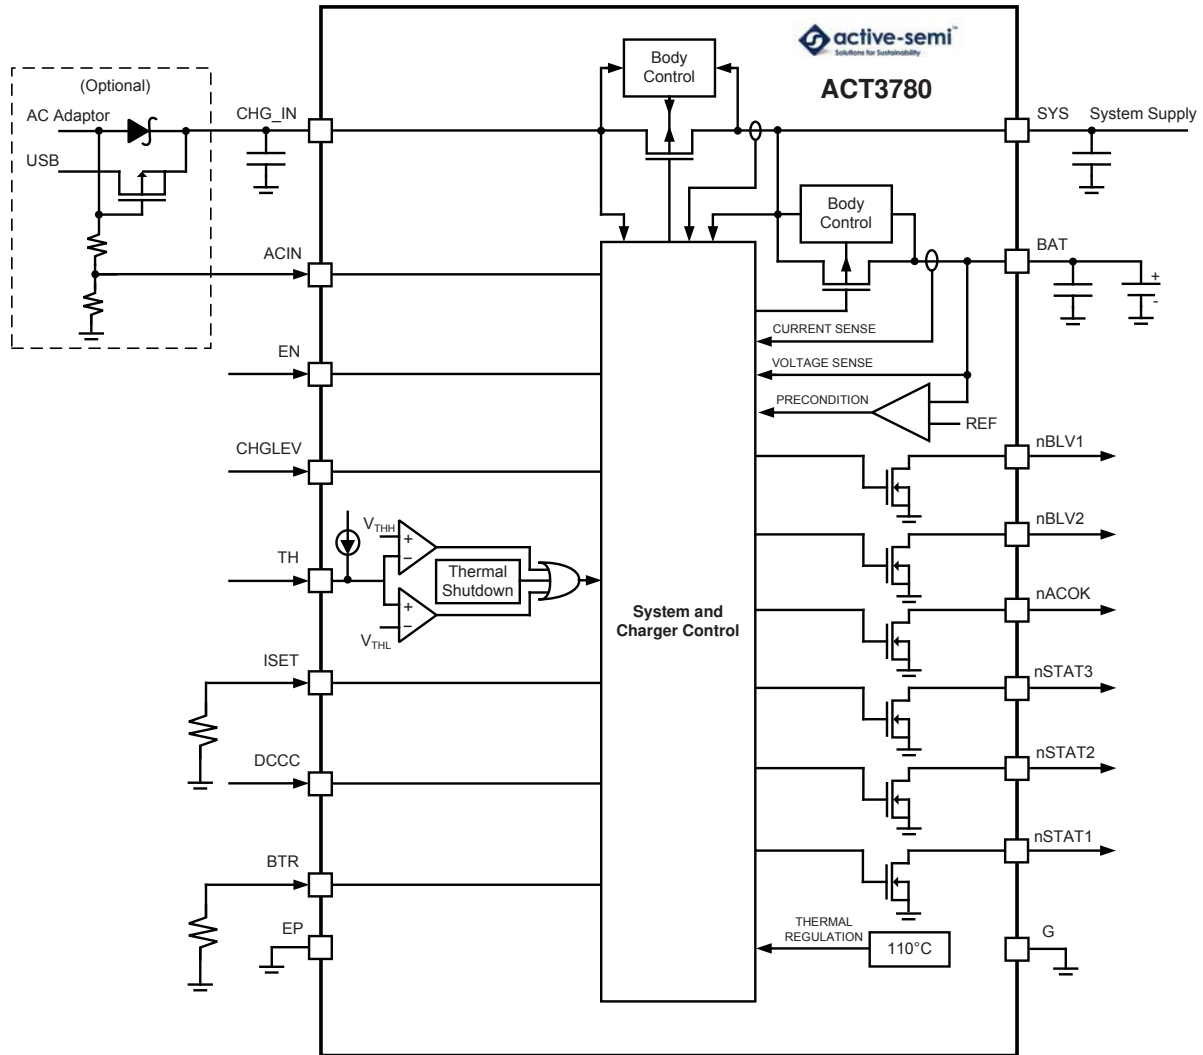 active-semi™
Solutions for Sustainability
ACT3780
(Optional)
AC Adaptor
USB
CHG_IN
Body
Control
SYS
System Supply
Body
Control
ACIN
BAT
+
-
EN
CURRENT SENSE
VOLTAGE SENSE
PRECONDITION
REF
CHGLEV
nBLV1
VTHH
+
−
TH
Thermal
Shutdown
+
−
VTHL
nBLV2
System and
Charger Control
nACOK
ISET
nSTAT3
DCCC
nSTAT2
BTR
nSTAT1
EP
THERMAL
REGULATION
110°C
G